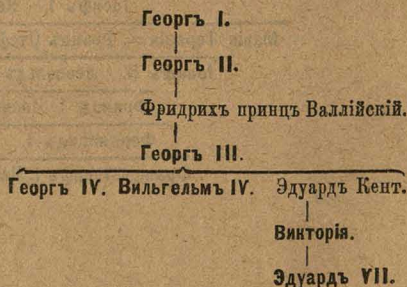 Георгъ I.
Георгъ II.
Фридрихъ принцъ Валлійскій.
Георгъ III.
Георгъ IV. Вильгельмъ IV. Эдуардъ Кент.
Викторія.
Эдуардъ VII.